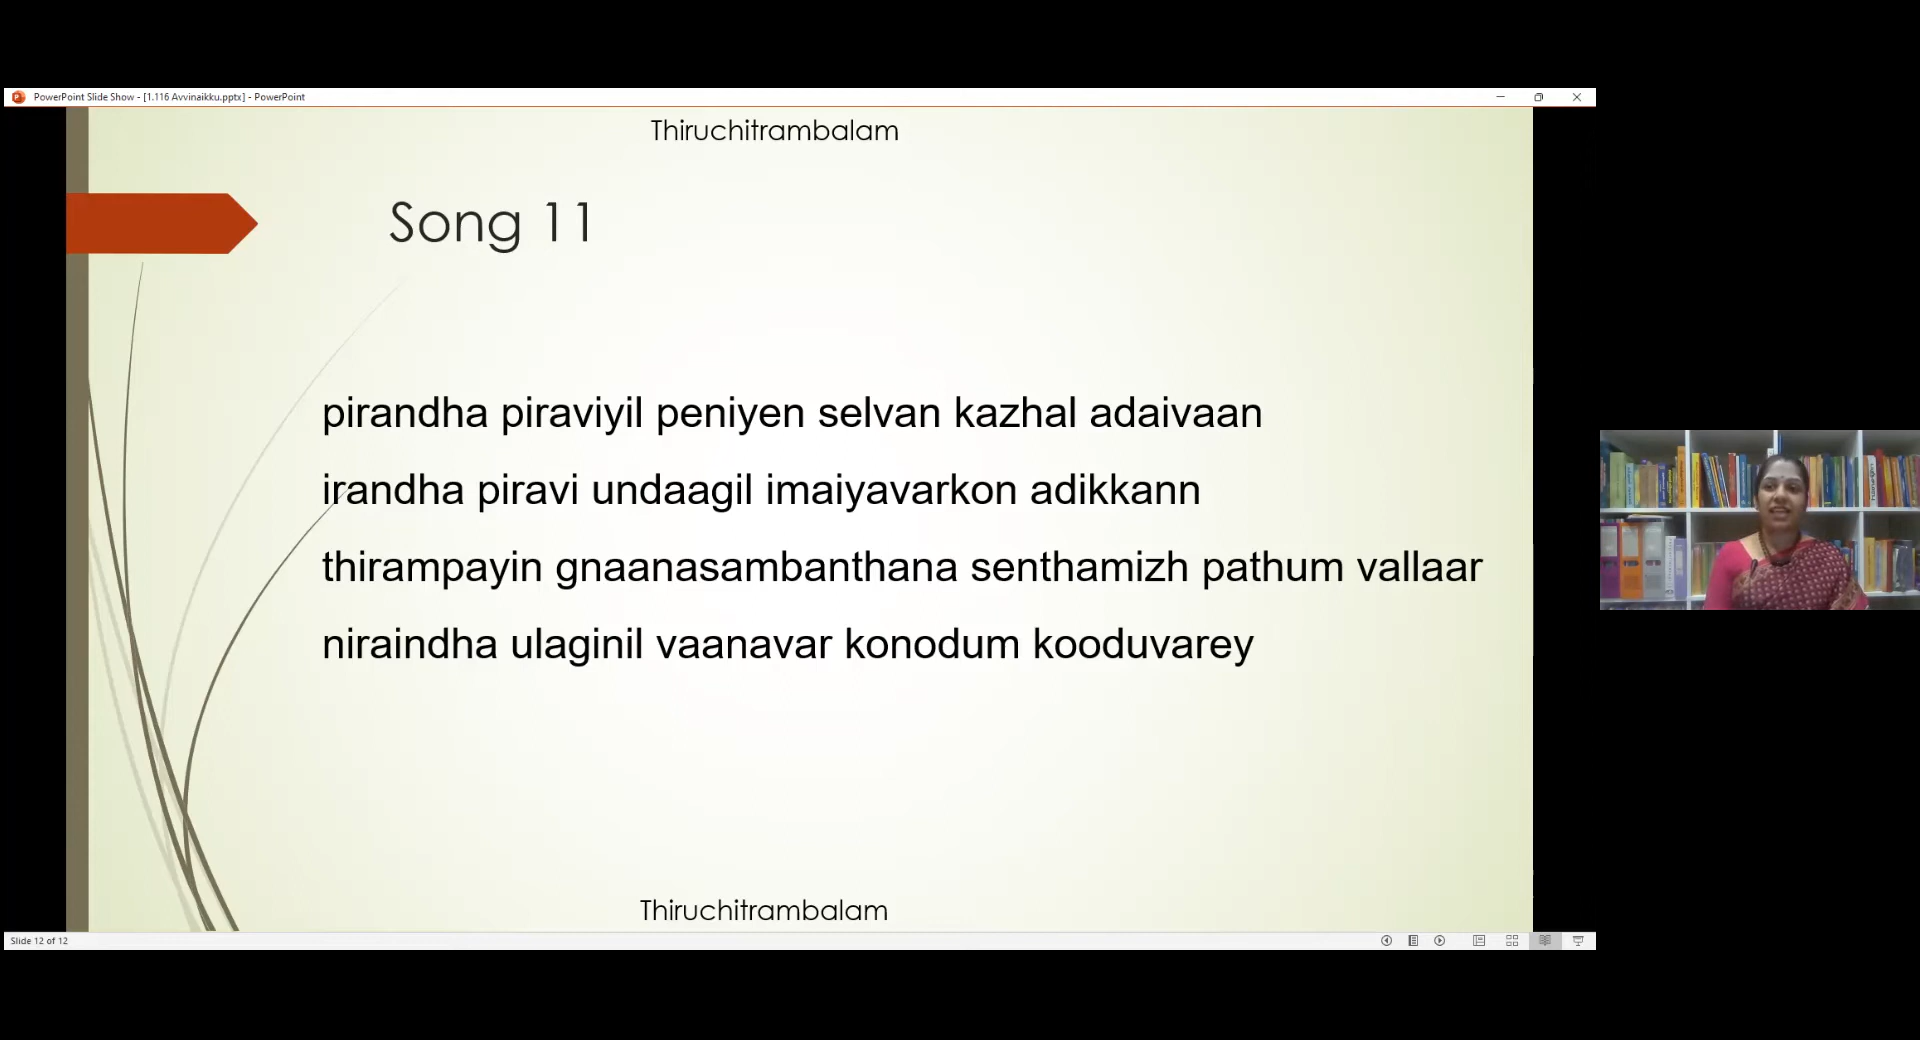 PowerPoint Slide Show - [1.116 Avvinaikku.pptx] - PowerPoint
Thiruchitrambalam
Song 11
pirandha piraviyil peniyen selvan kazhal adaivaan
irandha piravi undaagil imaiyavarkon adikkann
thirampayin gnaanasambanthana senthamizh pathum vallaar
niraindha ulaginil vaanavar konodum kooduvarey
Thiruchitrambalam
Slide 12 of 12